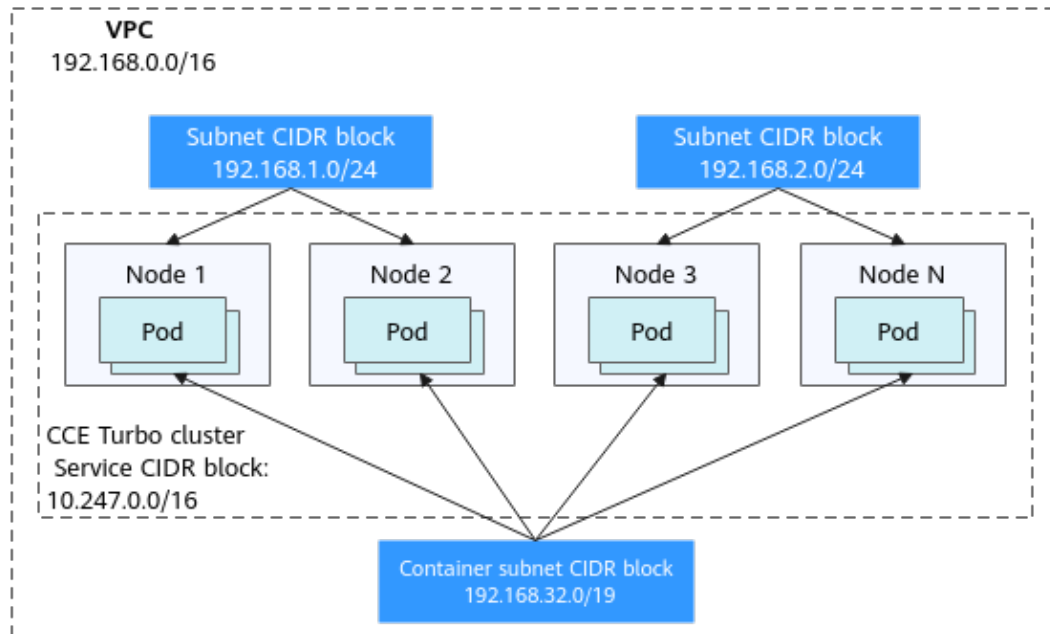 VPC
192.168.0.0/16
Subnet CIDR block
192.168.1.0/24
Subnet CIDR block
192.168.2.0/24
Node 1
Pod
Node 2
Pod
Node 3
Pod
Node N
Pod
CCE Turbo cluster
Service CIDR block:
10.247.0.0/16
Container subnet CIDR block
192.168.32.0/19